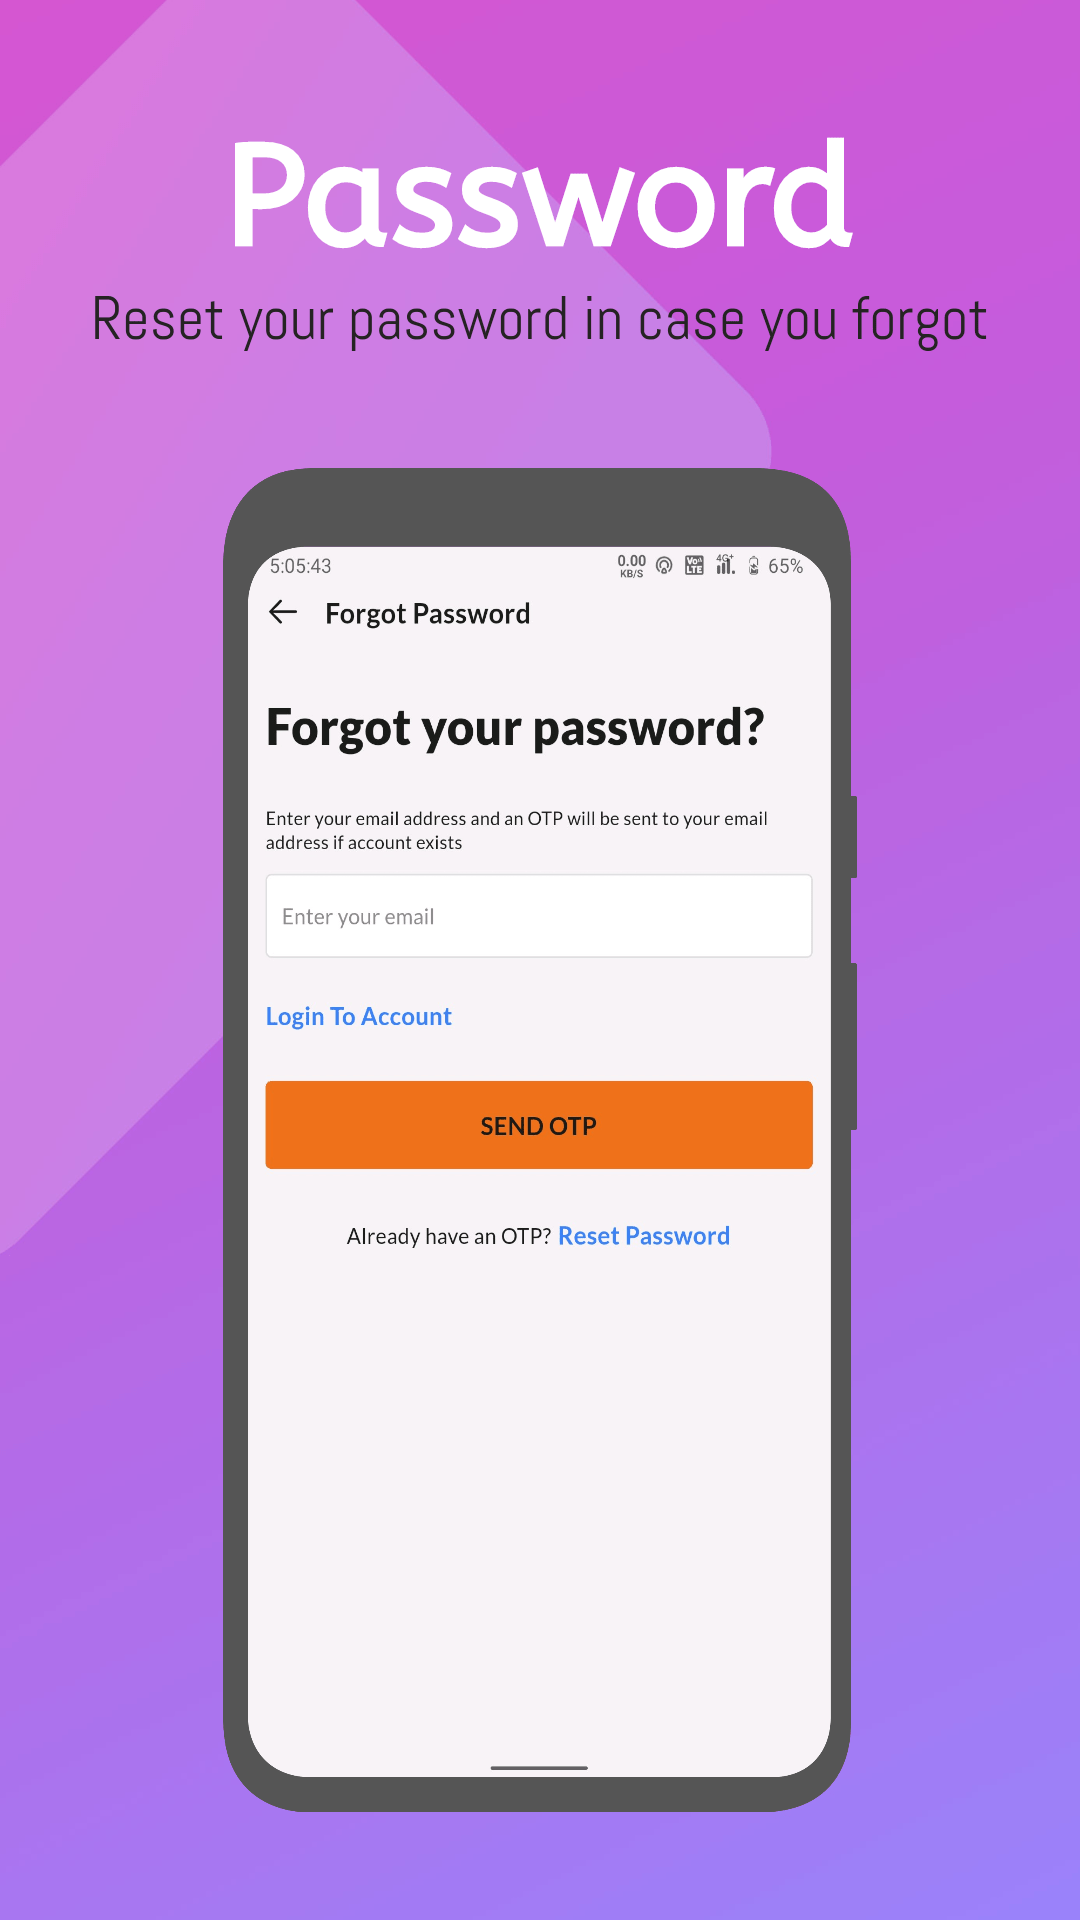 Password
Reset your password in case you forgot
5:05:43 0.00 KB/S VoLTE 4G+ 65%
Forgot Password
Forgot your password?
Enter your email address and an OTP will be sent to your email
address if account exists
Enter your email
Login To Account
SEND OTP
Already have an OTP? Reset Password